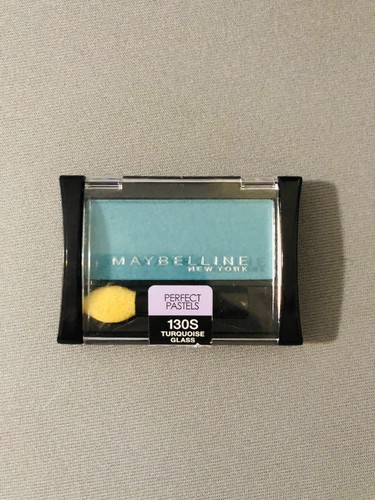 MAYBELLINE
NEW YORK
PERFECT
PASTELS
130S
TURQUOISE
GLASS